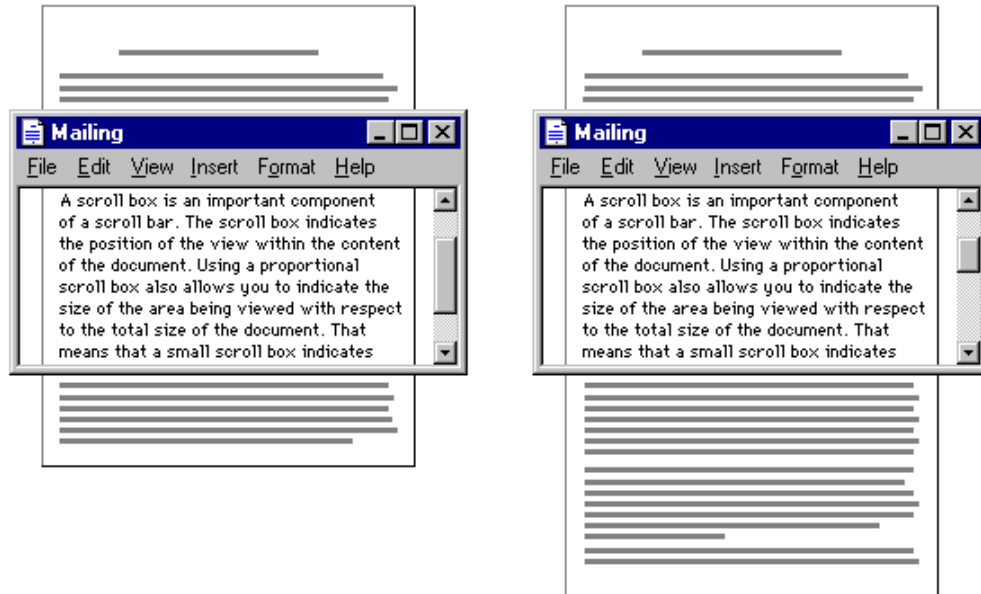 Mailing
File Edit View Insert Format Help
A scroll box is an important component
of a scroll bar. The scroll box indicates
the position of the view within the content
of the document. Using a proportional
scroll box also allows you to indicate the
size of the area being viewed with respect
to the total size of the document. That
means that a small scroll box indicates
Mailing
File Edit View Insert Format Help
A scroll box is an important component
of a scroll bar. The scroll box indicates
the position of the view within the content
of the document. Using a proportional
scroll box also allows you to indicate the
size of the area being viewed with respect
to the total size of the document. That
means that a small scroll box indicates